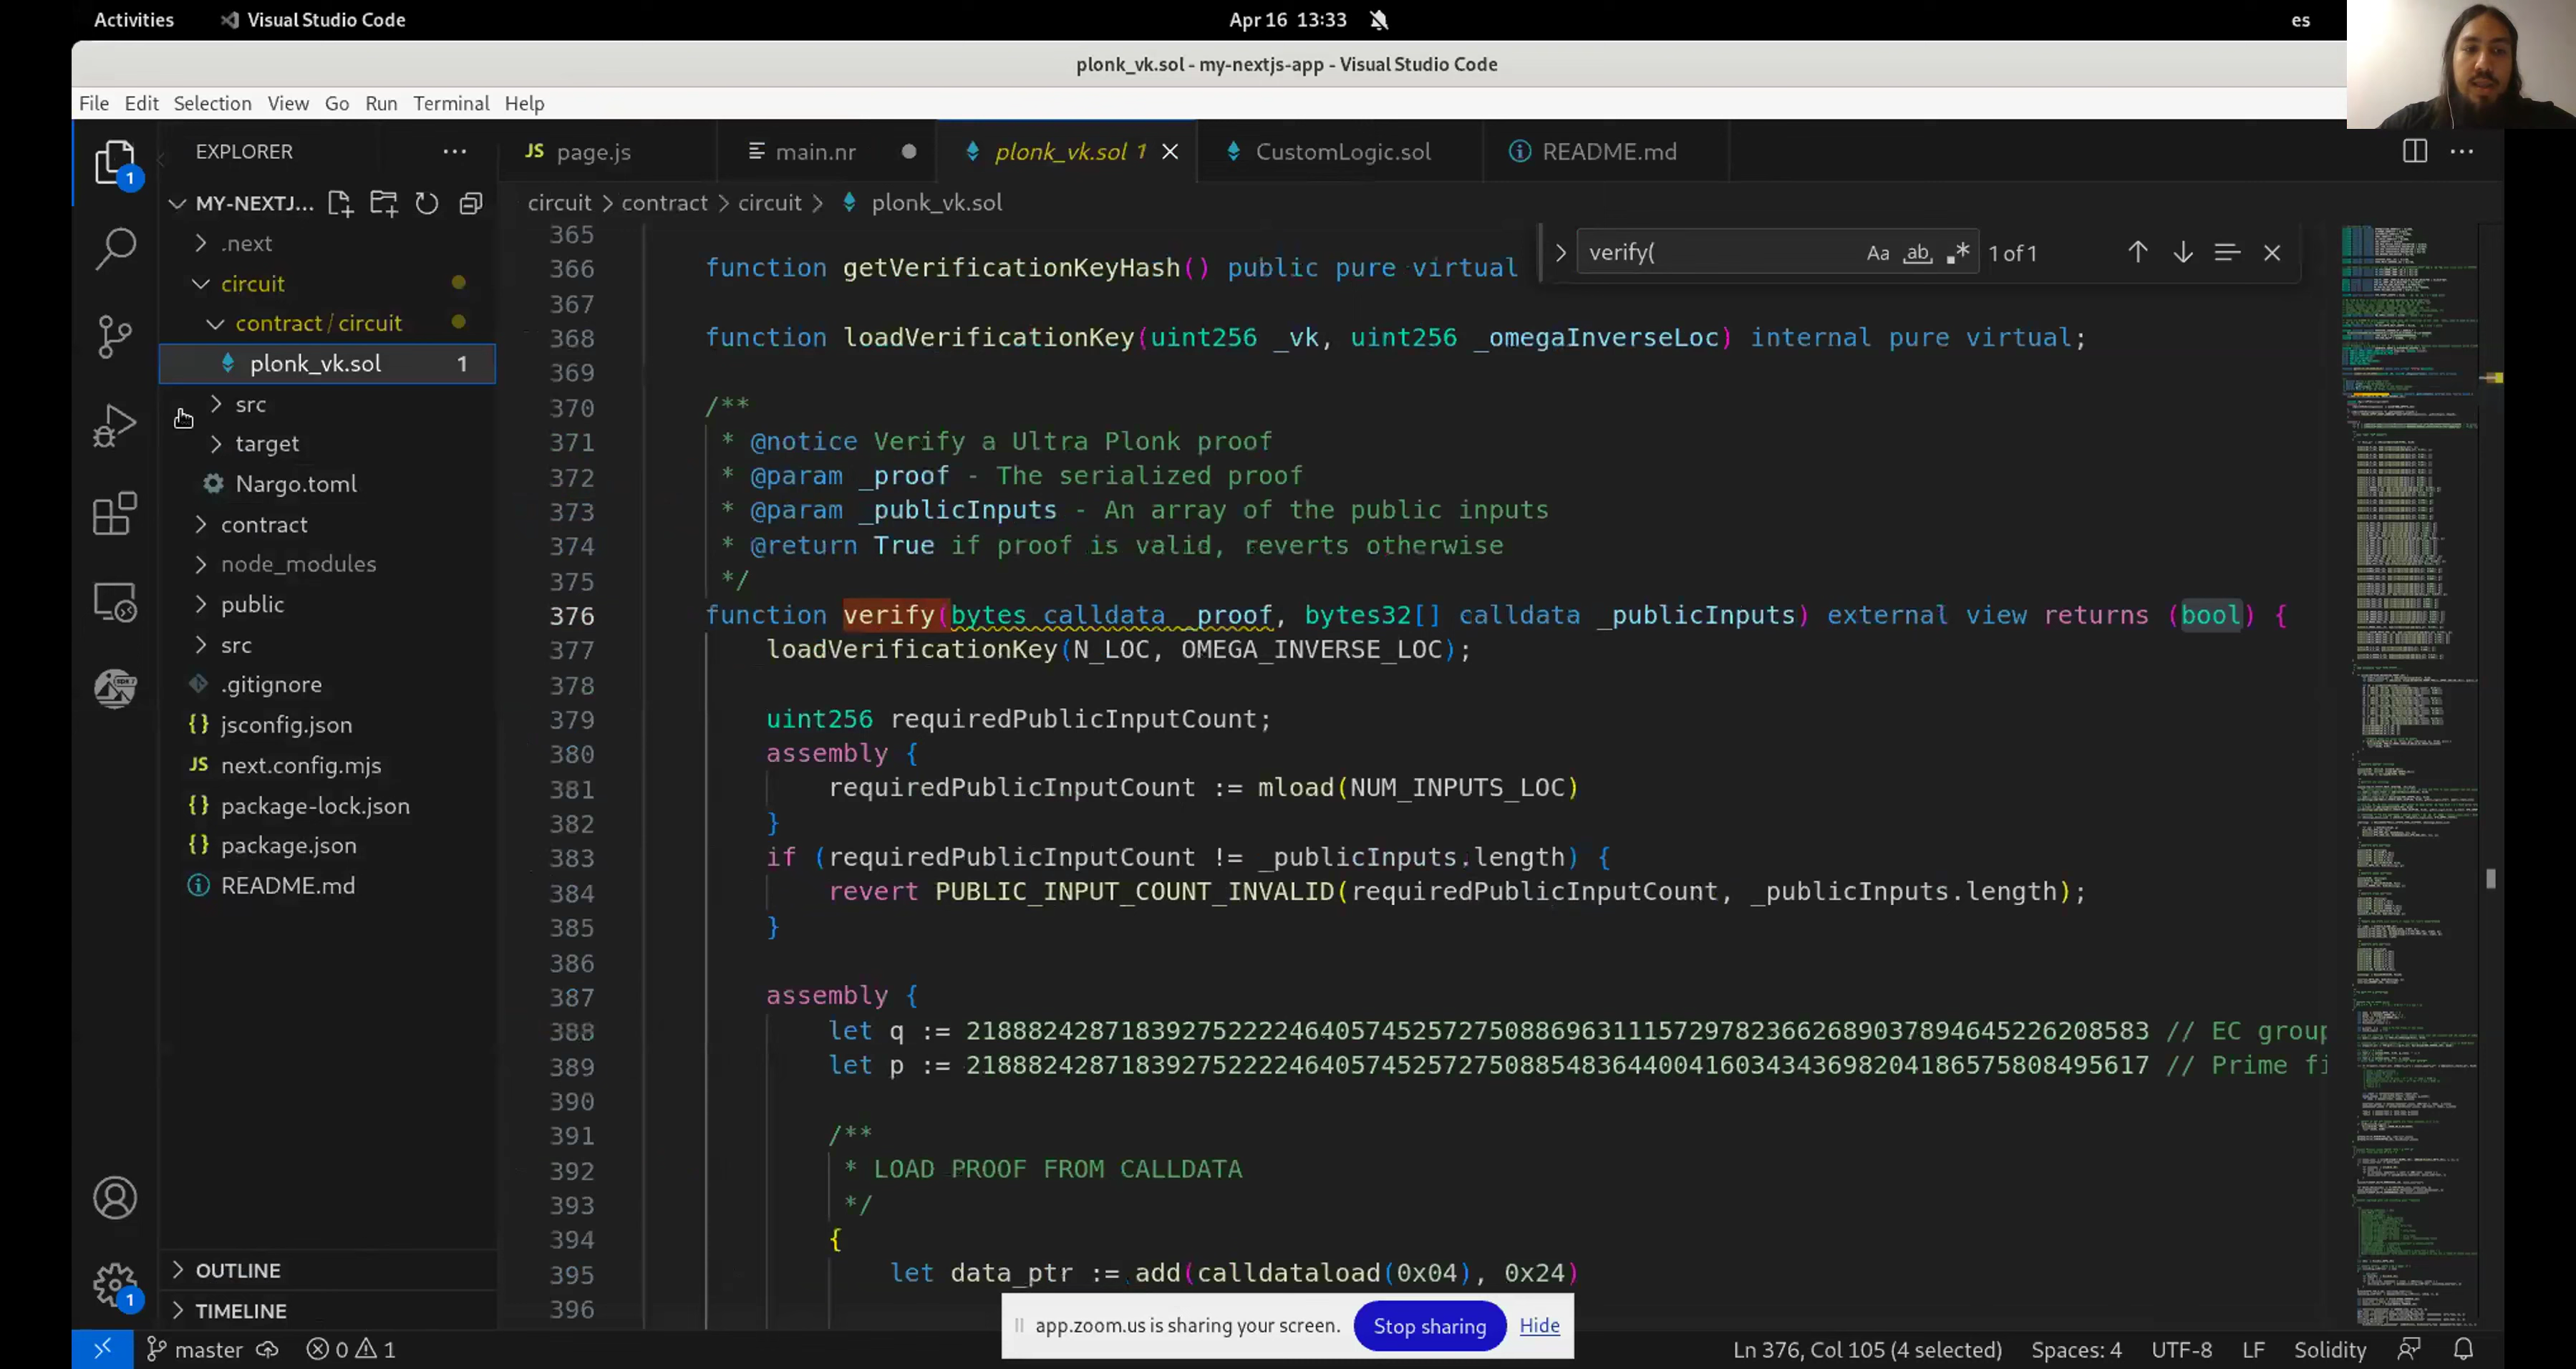 Activities
Visual Studio Code
Apr 16 13:33
es
plonk_vk.sol - my-nextjs-app - Visual Studio Code
File Edit Selection View Go Run Terminal Help
EXPLORER
JS page.js
main.nr
plonk_vk.sol 1
CustomLogic.sol
README.md
MY-NEXTJ...
circuit > contract > circuit > plonk_vk.sol
.next
circuit
contract / circuit
plonk_vk.sol 1
src
target
Nargo.toml
contract
node_modules
public
src
.gitignore
{} jsconfig.json
JS next.config.mjs
{} package-lock.json
{} package.json
README.md
OUTLINE
TIMELINE
verify( Aa ab .* 1 of 1
365
366 function getVerificationKeyHash() public pure virtual
367
368 function loadVerificationKey(uint256 _vk, uint256 _omegaInverseLoc) internal pure virtual;
369
370 /**
371 * @notice Verify a Ultra Plonk proof
372 * @param _proof - The serialized proof
373 * @param _publicInputs - An array of the public inputs
374 * @return True if proof is valid, reverts otherwise
375 */
376 function verify(bytes calldata _proof, bytes32[] calldata _publicInputs) external view returns (bool) {
377 loadVerificationKey(N_LOC, OMEGA_INVERSE_LOC);
378
379 uint256 requiredPublicInputCount;
380 assembly {
381 requiredPublicInputCount := mload(NUM_INPUTS_LOC)
382 }
383 if (requiredPublicInputCount != _publicInputs.length) {
384 revert PUBLIC_INPUT_COUNT_INVALID(requiredPublicInputCount, _publicInputs.length);
385 }
386
387 assembly {
388 let q := 21888242871839275222246405745257275088696311157297823662689037894645226208583 // EC group
389 let p := 21888242871839275222246405745257275088548364400416034343698204186575808495617 // Prime fi
390
391 /**
392 * LOAD PROOF FROM CALLDATA
393 */
394 {
395 let data_ptr := add(calldataload(0x04), 0x24)
396
app.zoom.us is sharing your screen. Stop sharing Hide
1
1
master
0 1
Ln 376, Col 105 (4 selected) Spaces: 4 UTF-8 LF Solidity